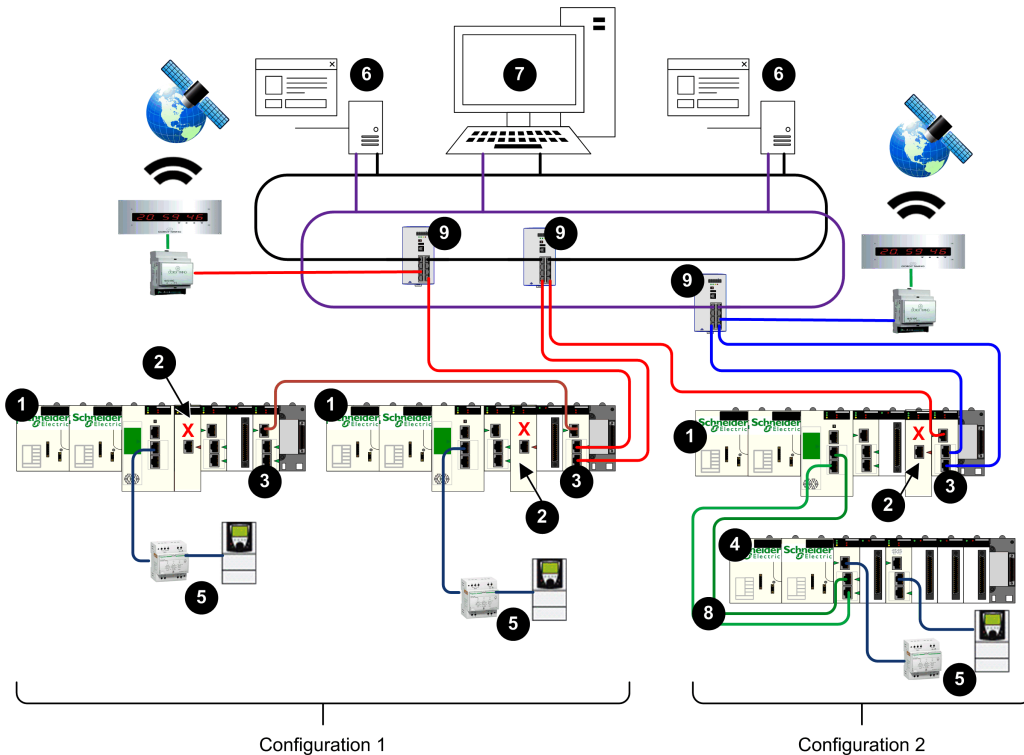 6
7
6
20 59 46
9
9
9
20 59 46
2
1
Schneider
Electric
Schneider
Electric
X
3
1
Schneider
Electric
Schneider
Electric
X
2
3
1
Schneider
Electric
Schneider
Electric
X
2
3
4
Schneider
Electric
Schneider
Electric
8
5
5
5
Configuration 1
Configuration 2